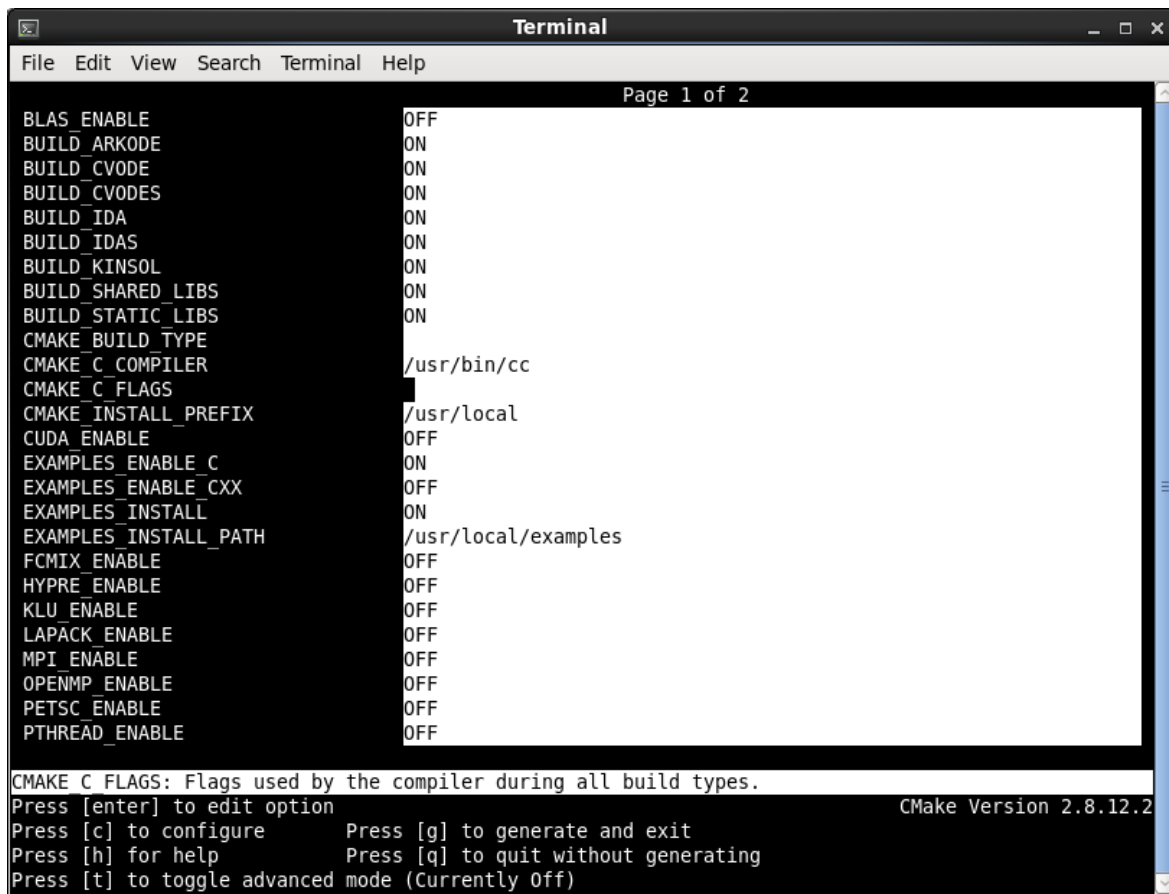 Terminal
File Edit View Search Terminal Help
Page 1 of 2
BLAS_ENABLE OFF
BUILD_ARKODE ON
BUILD_CVODE ON
BUILD_CVODES ON
BUILD_IDA ON
BUILD_IDAS ON
BUILD_KINSOL ON
BUILD_SHARED_LIBS ON
BUILD_STATIC_LIBS ON
CMAKE_BUILD_TYPE
CMAKE_C_COMPILER /usr/bin/cc
CMAKE_C_FLAGS
CMAKE_INSTALL_PREFIX /usr/local
CUDA_ENABLE OFF
EXAMPLES_ENABLE_C ON
EXAMPLES_ENABLE_CXX OFF
EXAMPLES_INSTALL ON
EXAMPLES_INSTALL_PATH /usr/local/examples
FCMIX_ENABLE OFF
HYPRE_ENABLE OFF
KLU_ENABLE OFF
LAPACK_ENABLE OFF
MPI_ENABLE OFF
OPENMP_ENABLE OFF
PETSC_ENABLE OFF
PTHREAD_ENABLE OFF
CMAKE_C_FLAGS: Flags used by the compiler during all build types.
Press [enter] to edit option CMake Version 2.8.12.2
Press [c] to configure Press [g] to generate and exit
Press [h] for help Press [q] to quit without generating
Press [t] to toggle advanced mode (Currently Off)